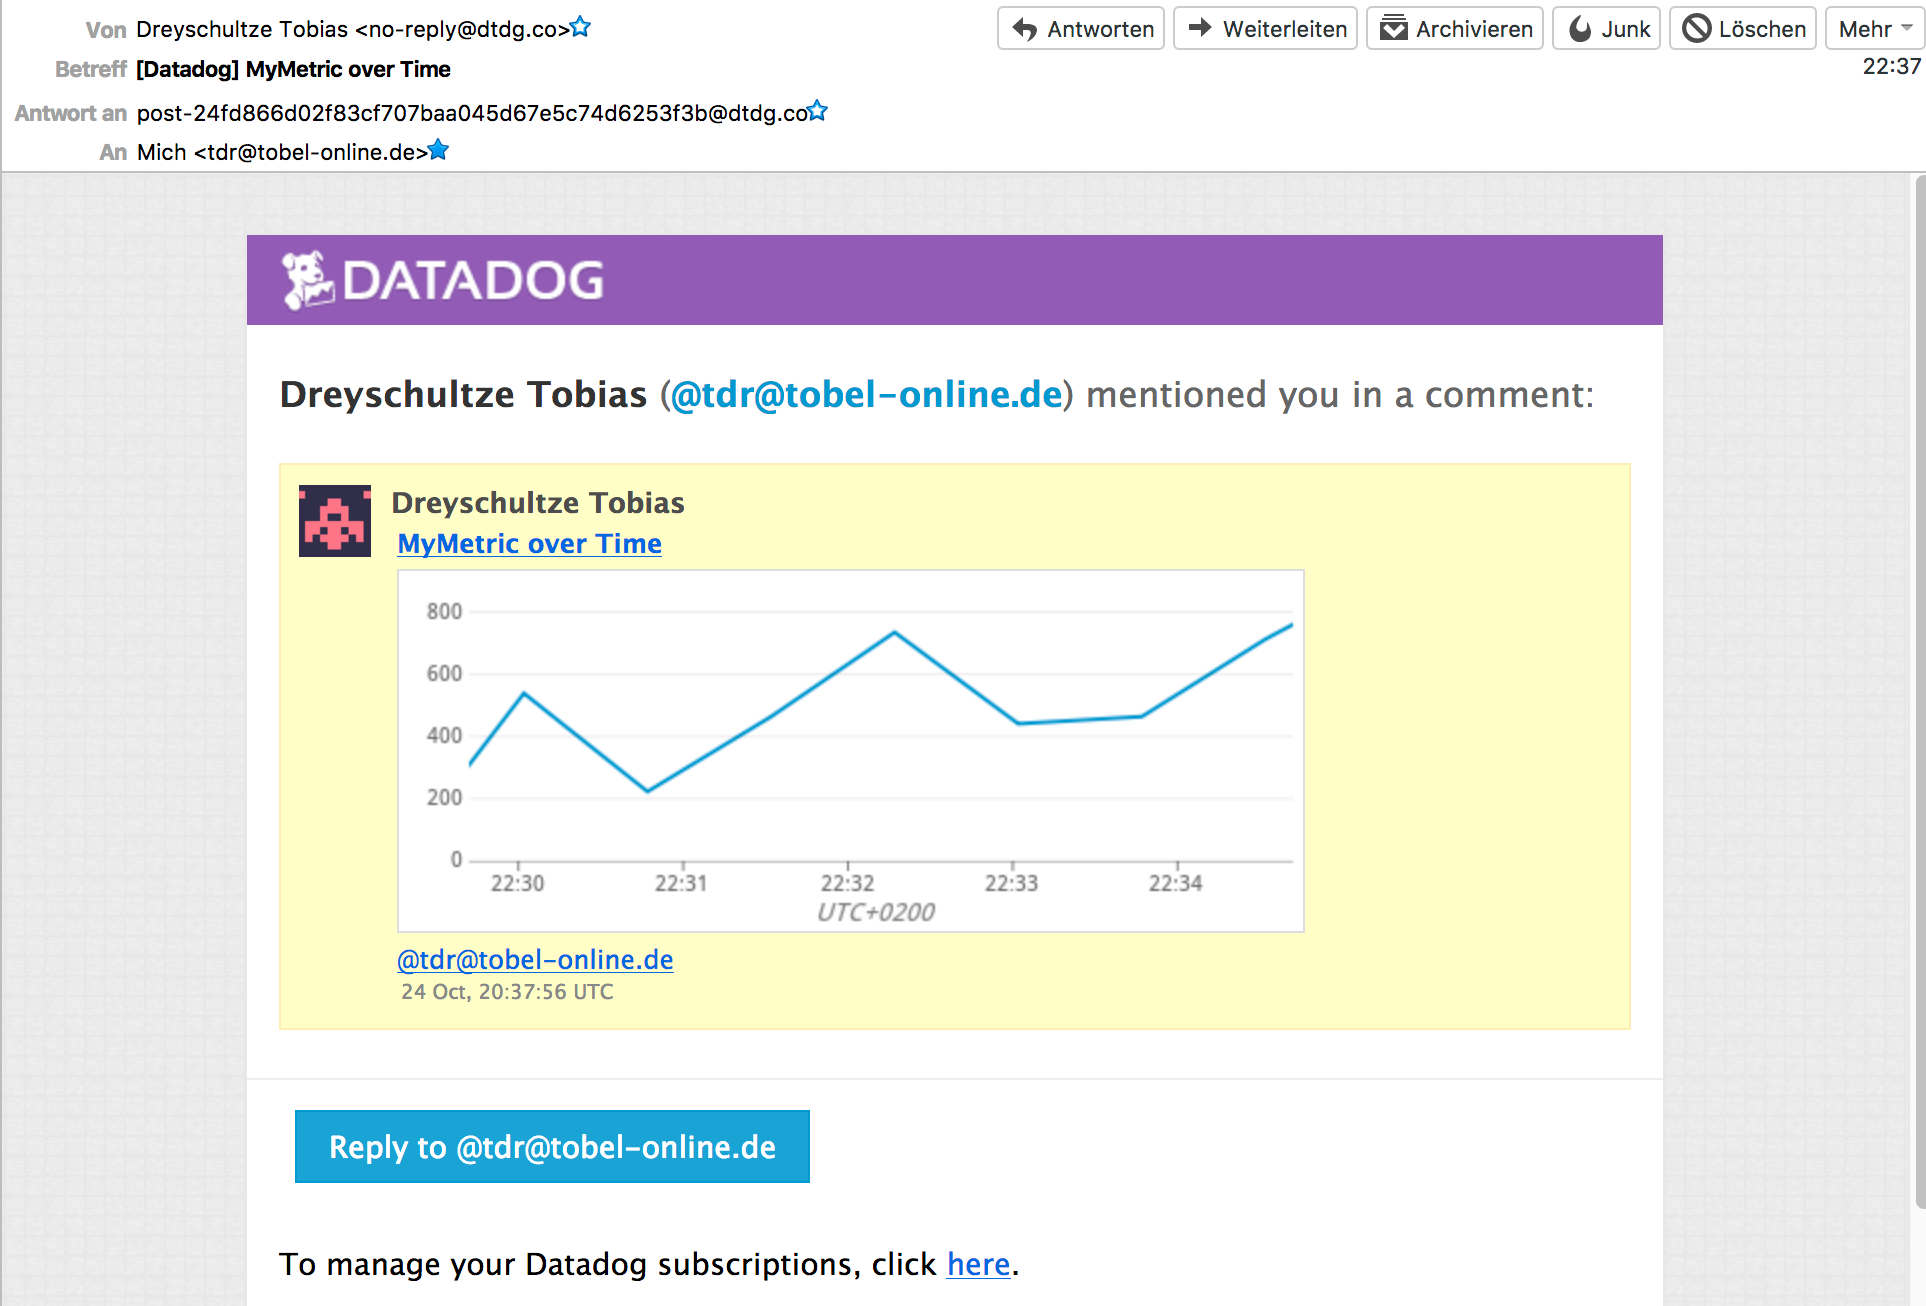 Von Dreyschultze Tobias <no-reply@dtdg.co>
Antworten Weiterleiten Archivieren Junk Löschen Mehr
Betreff [Datadog] MyMetric over Time
22:37
Antwort an post-24fd866d02f83cf707baa045d67e5c74d6253f3b@dtdg.co
An Mich <tdr@tobel-online.de>
DATADOG
Dreyschultze Tobias (@tdr@tobel-online.de) mentioned you in a comment:
Dreyschultze Tobias
MyMetric over Time
800
600
400
200
0
22:30 22:31 22:32 22:33 22:34
UTC+0200
@tdr@tobel-online.de
24 Oct, 20:37:56 UTC
Reply to @tdr@tobel-online.de
To manage your Datadog subscriptions, click here.